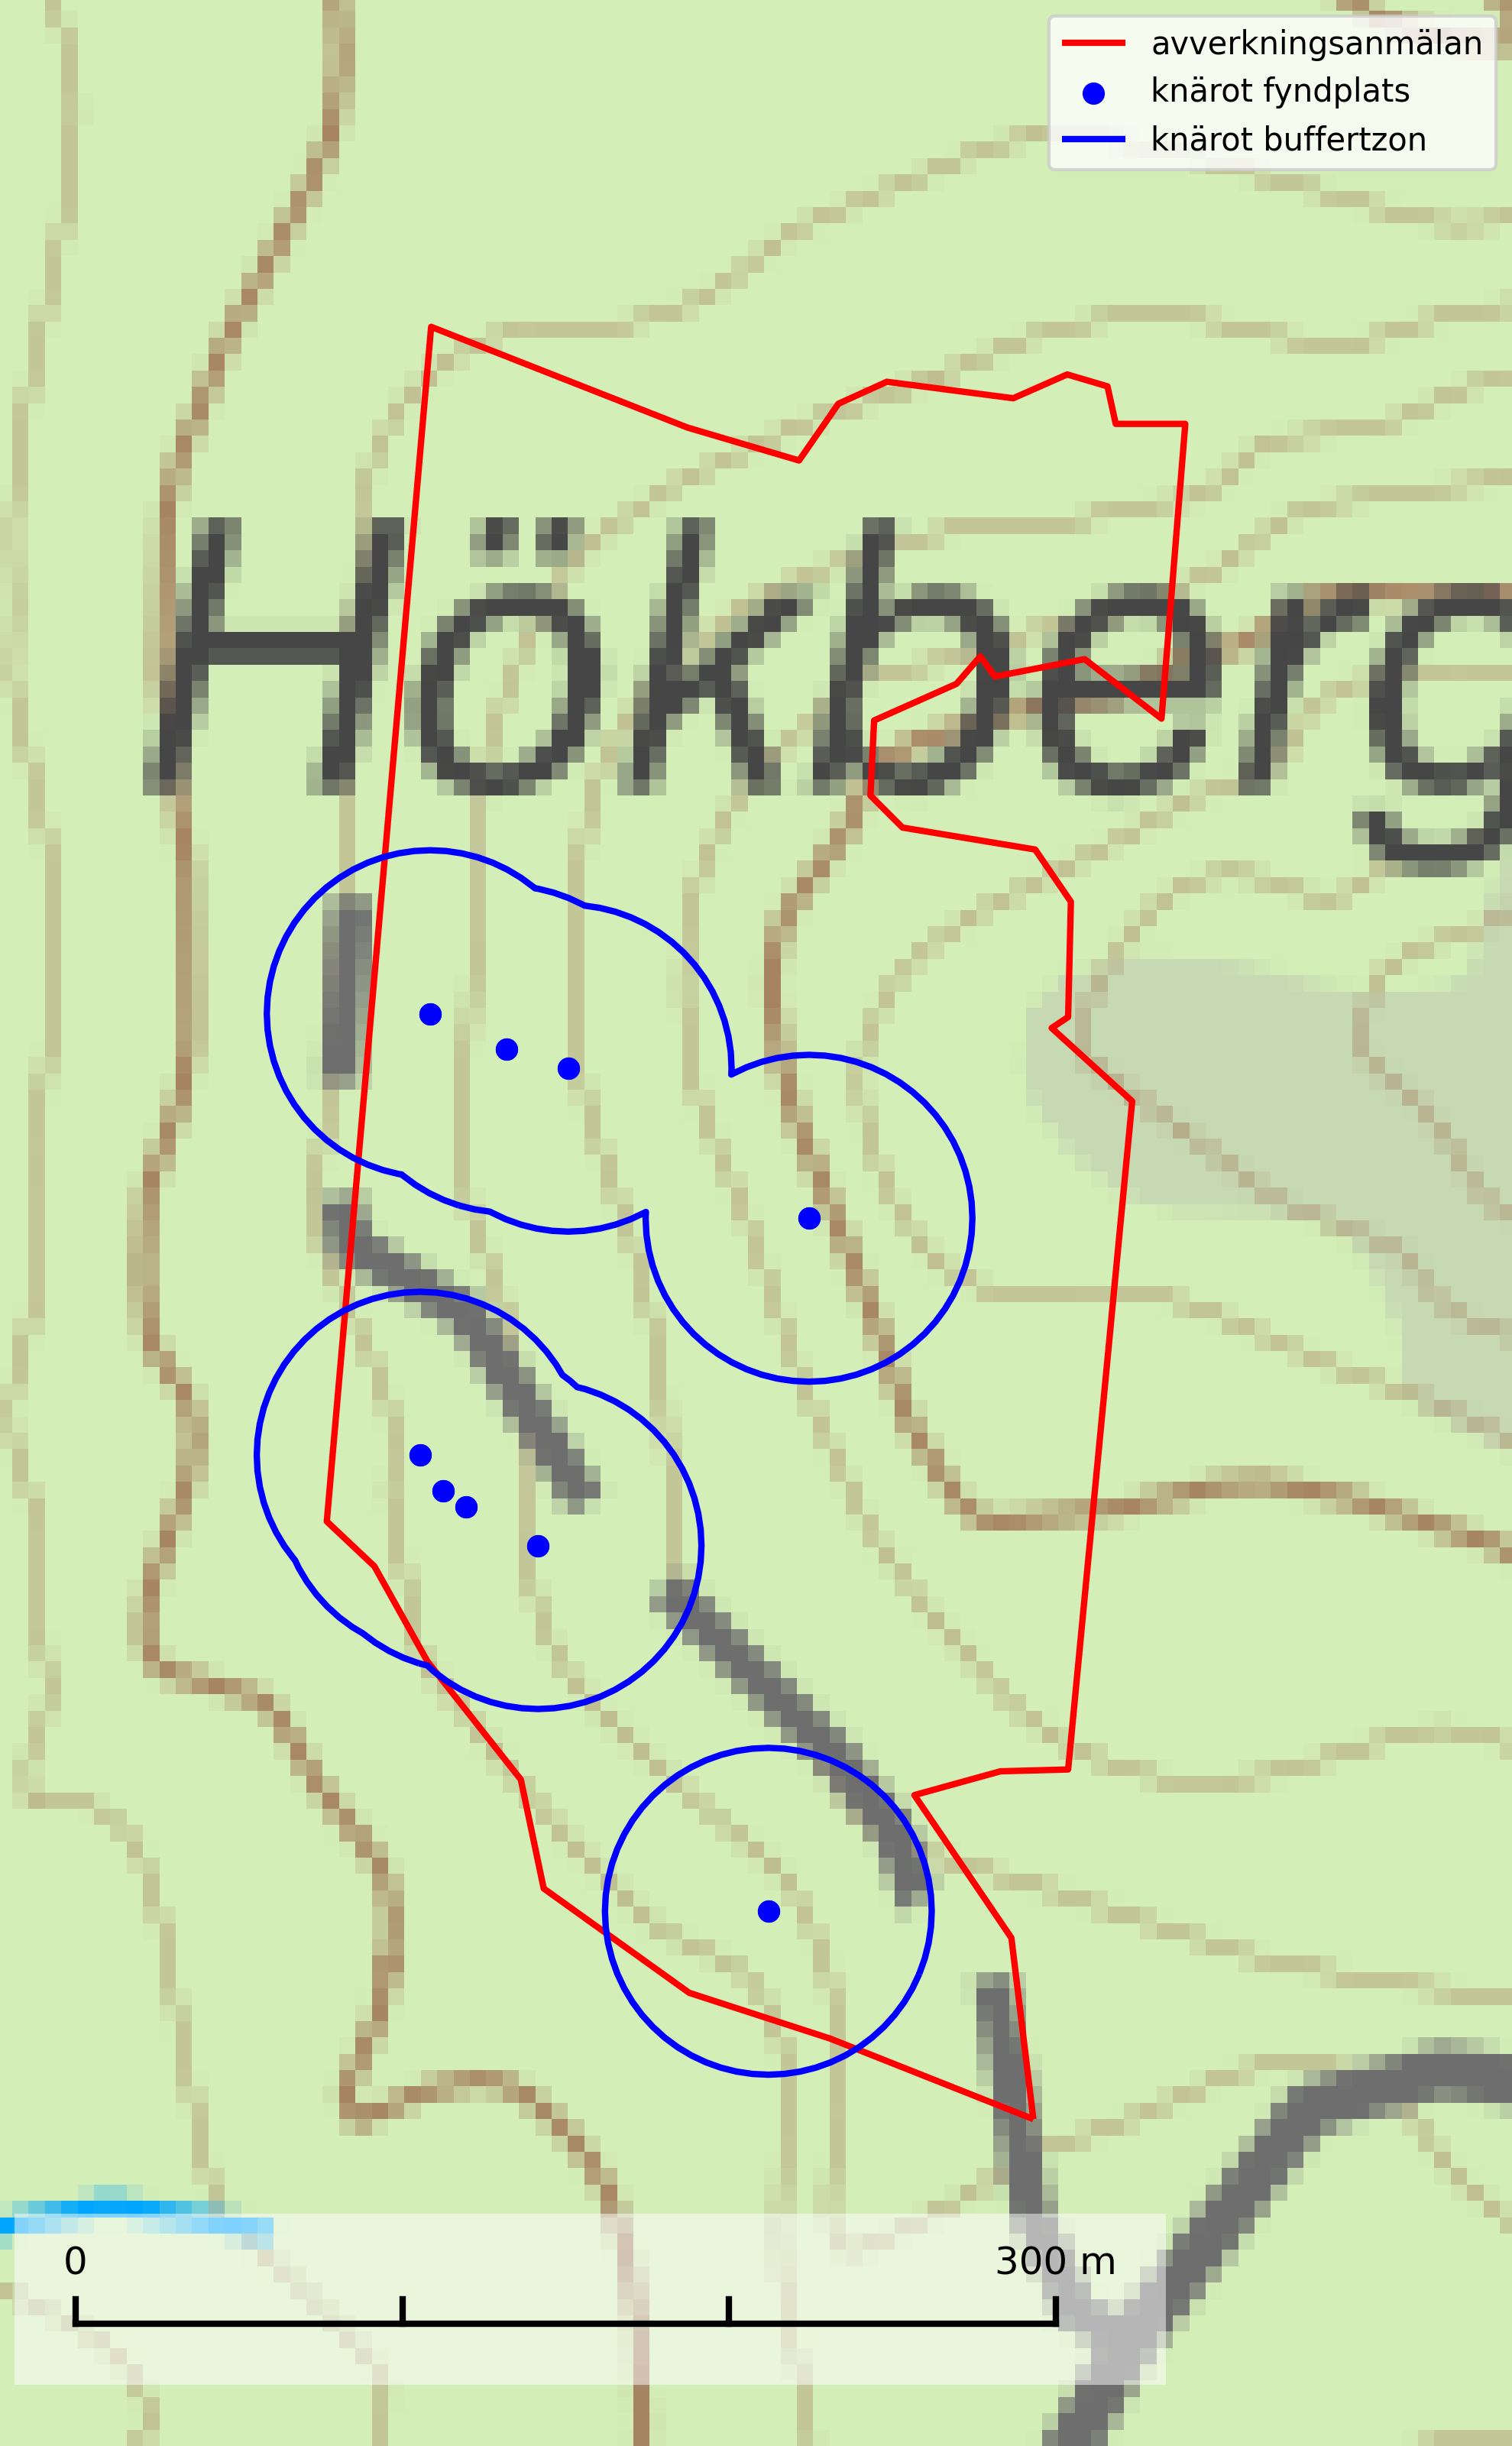 avverkningsanmälan
knärot fyndplats
knärot buffertzon
Hökberg
0 300 m